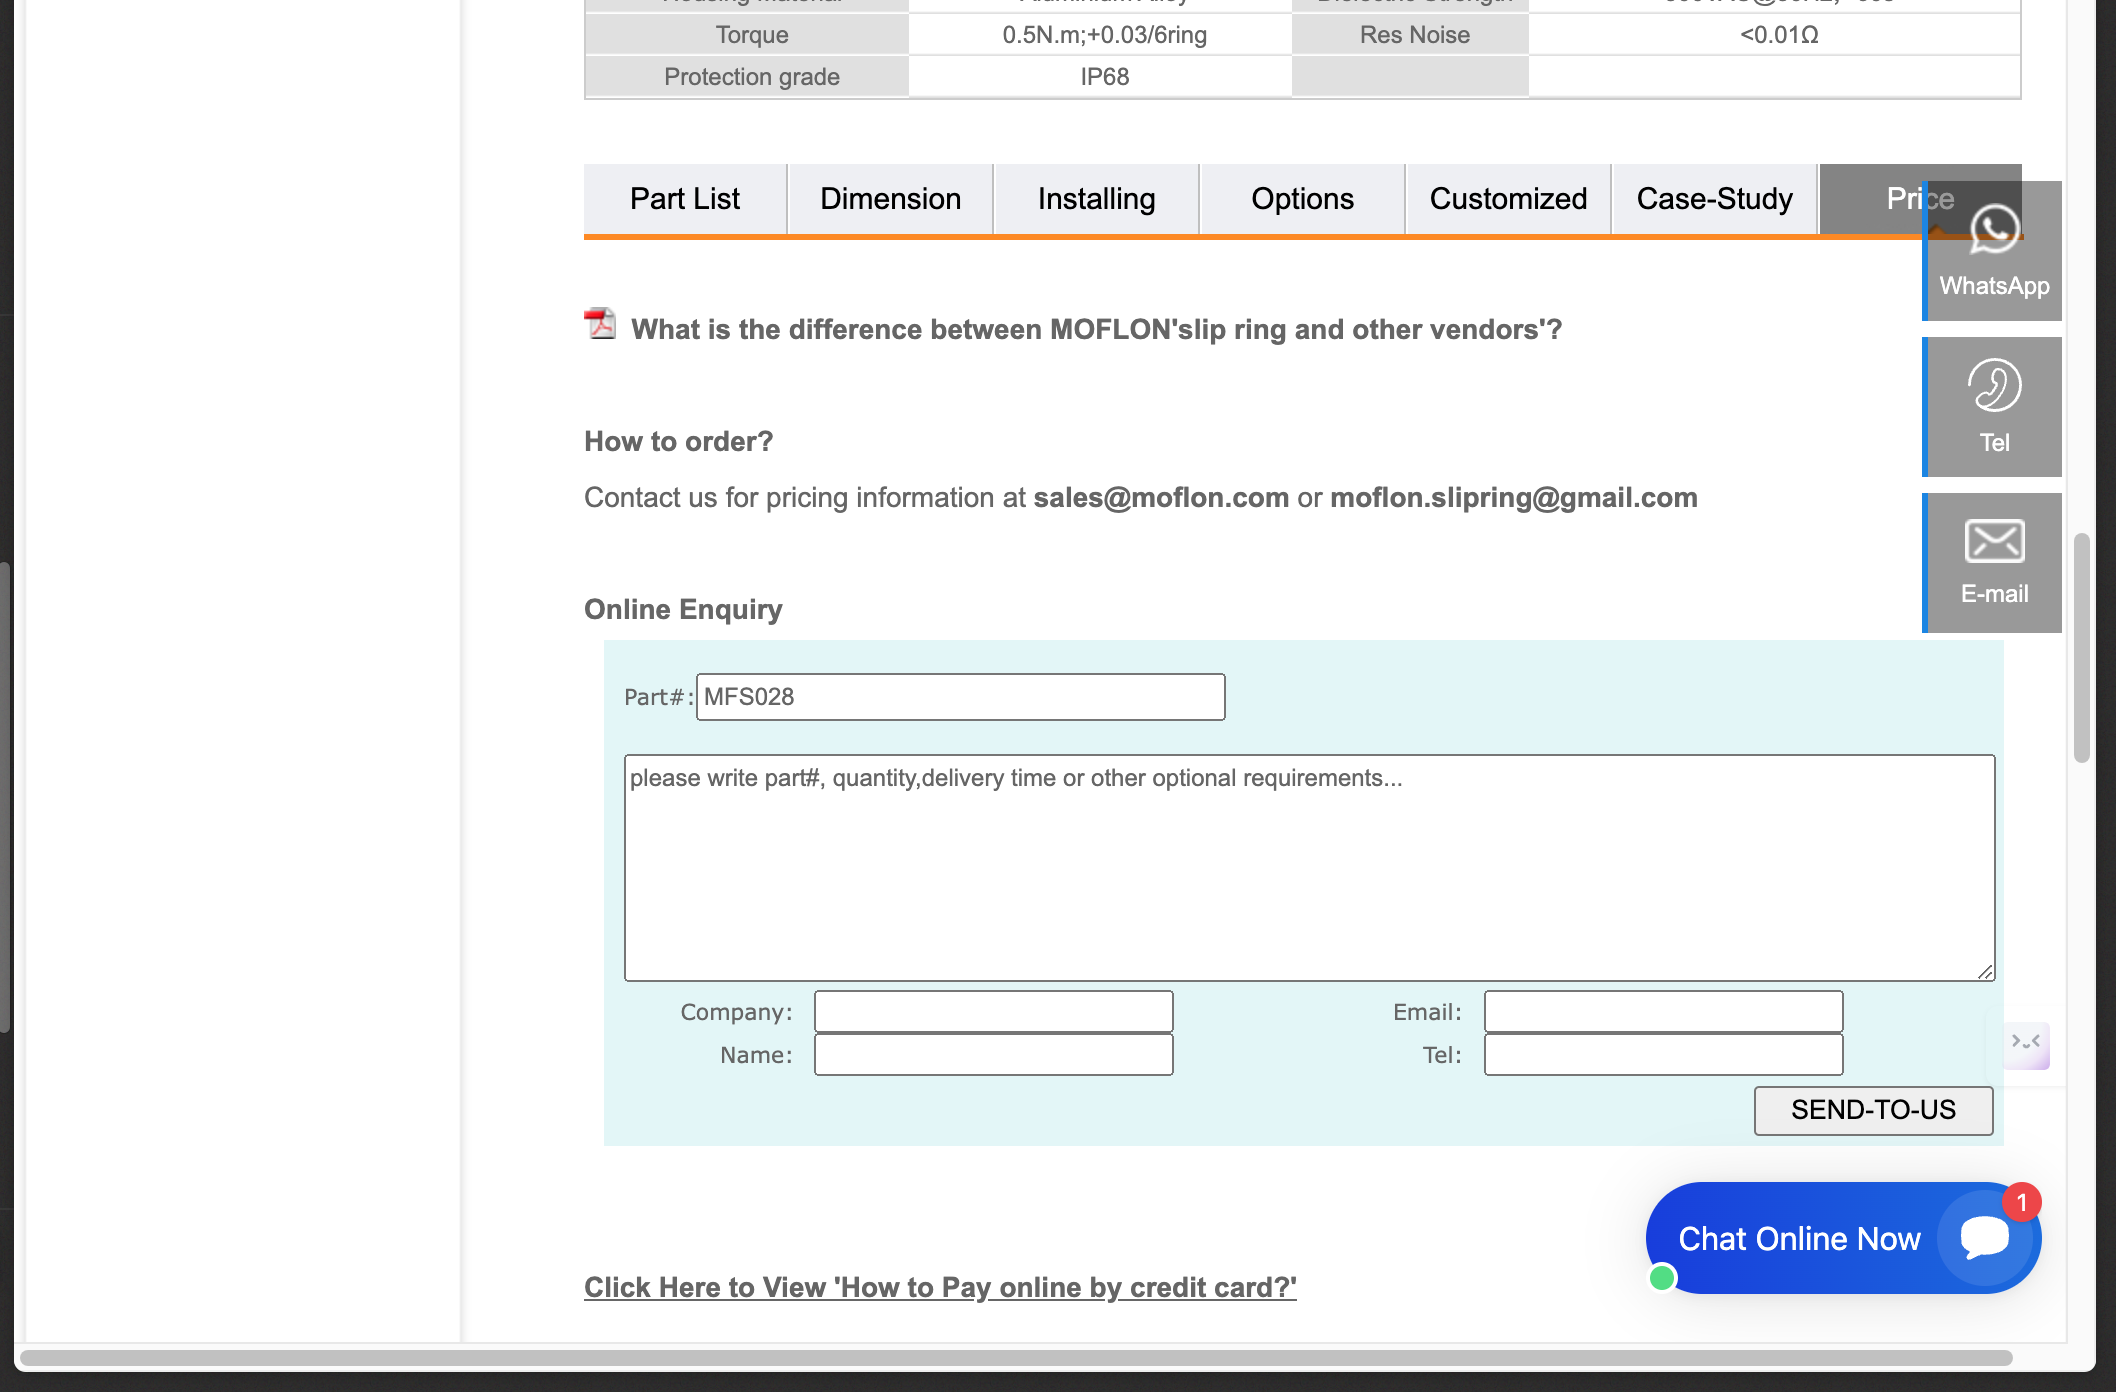 Torque 0.5N.m;+0.03/6ring Res Noise <0.01Ω
Protection grade IP68
Part List Dimension Installing Options Customized Case-Study Price
WhatsApp
What is the difference between MOFLON'slip ring and other vendors'?
Tel
How to order?
Contact us for pricing information at sales@moflon.com or moflon.slipring@gmail.com
E-mail
Online Enquiry
Part#: MFS028
please write part#, quantity,delivery time or other optional requirements...
Company: Email:
Name: Tel:
SEND-TO-US
1
Chat Online Now
Click Here to View 'How to Pay online by credit card?'